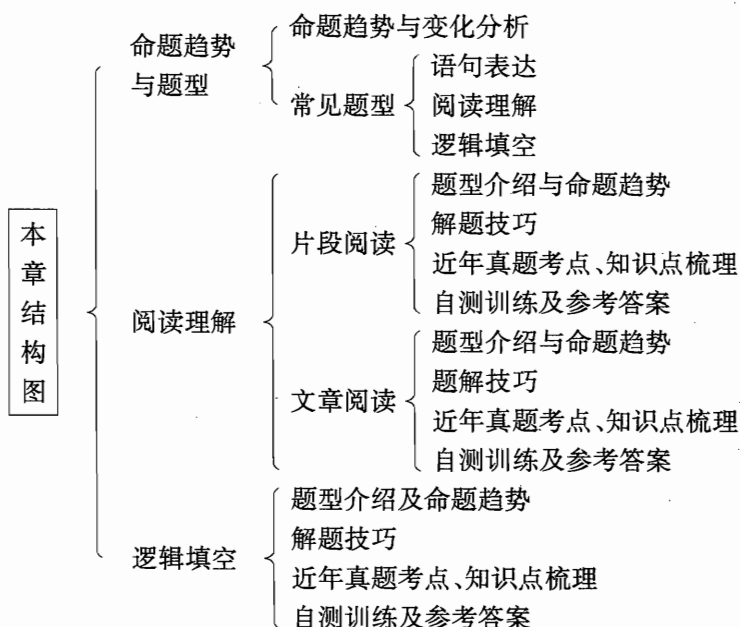 本章结构图
命题趋势
与题型
命题趋势与变化分析
常见题型
语句表达
阅读理解
逻辑填空
阅读理解
片段阅读
题型介绍与命题趋势
解题技巧
近年真题考点、知识点梳理
自测训练及参考答案
文章阅读
题型介绍与命题趋势
题解技巧
近年真题考点、知识点梳理
自测训练及参考答案
逻辑填空
题型介绍及命题趋势
解题技巧
近年真题考点、知识点梳理
自测训练及参考答案